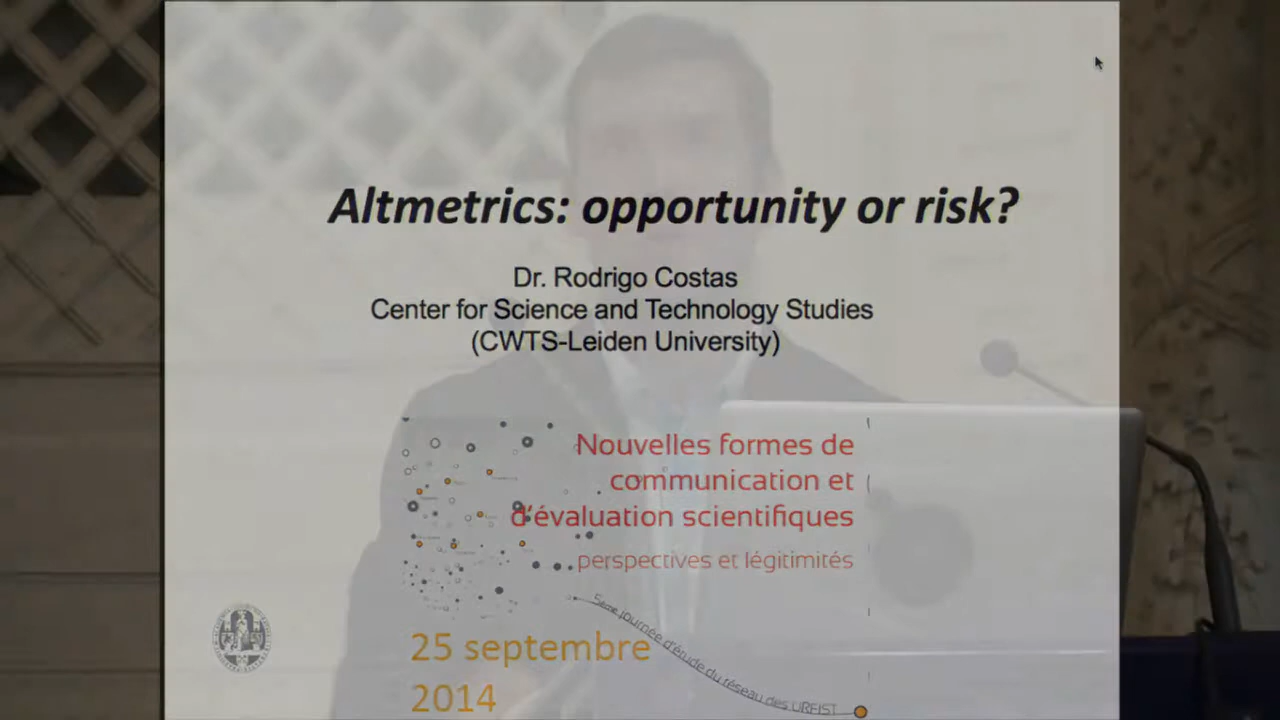 Altmetrics: opportunity or risk?
Dr. Rodrigo Costas
Center for Science and Technology Studies
(CWTS-Leiden University)
Nouvelles formes de
communication et
d'évaluation scientifiques
perspectives et légitimités
5ème journée d'étude du réseau des URFIST
25 septembre
2014